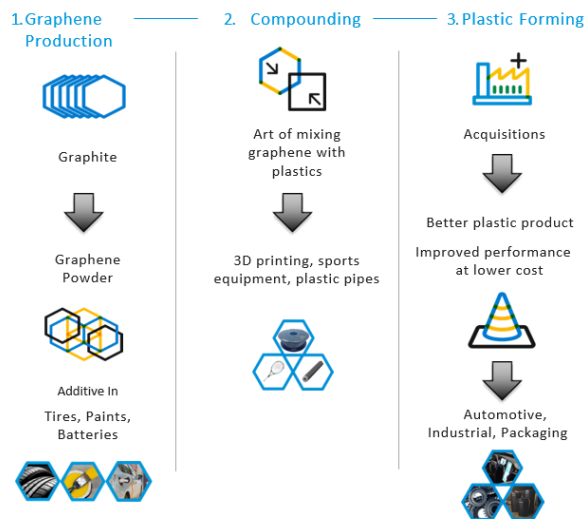 1.Graphene
Production
Graphite
Graphene
Powder
Additive In
Tires, Paints,
Batteries
2. Compounding
Art of mixing
graphene with
plastics
3D printing, sports
equipment, plastic pipes
3. Plastic Forming
Acquisitions
Better plastic product
Improved performance
at lower cost
Automotive,
Industrial, Packaging